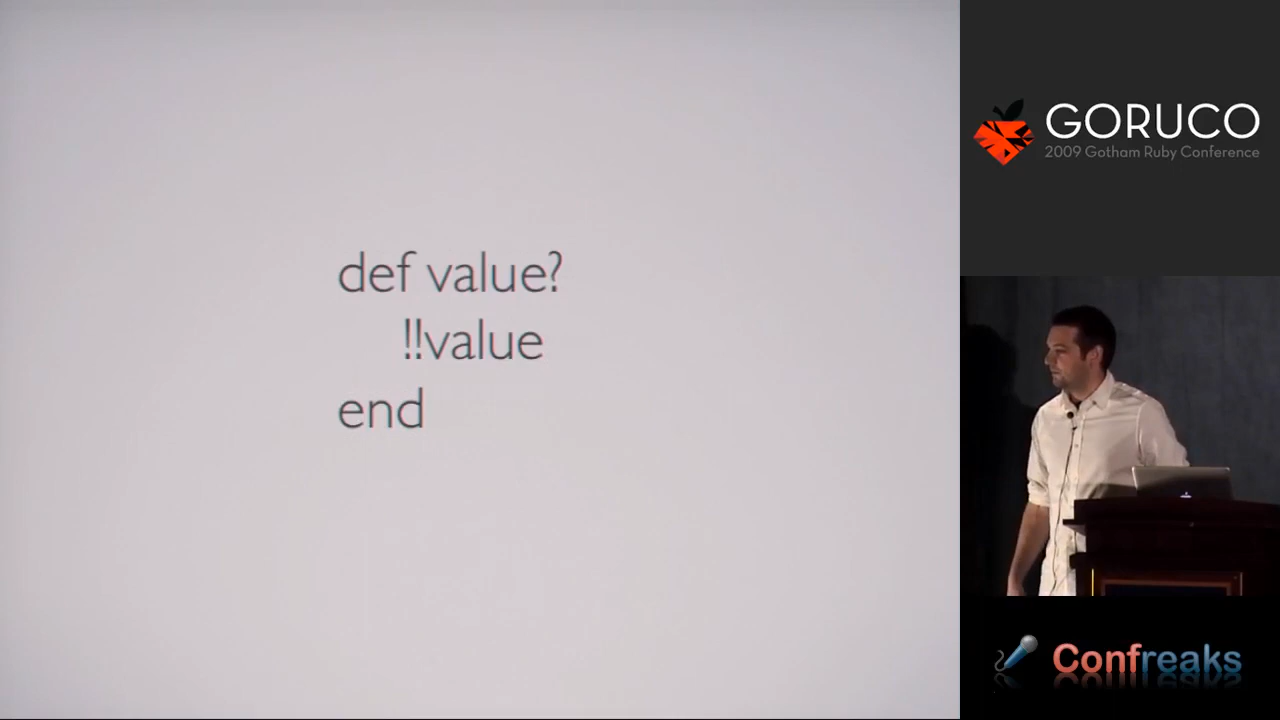 def value?
!!value
end
GORUCO
2009 Gotham Ruby Conference
Confreaks